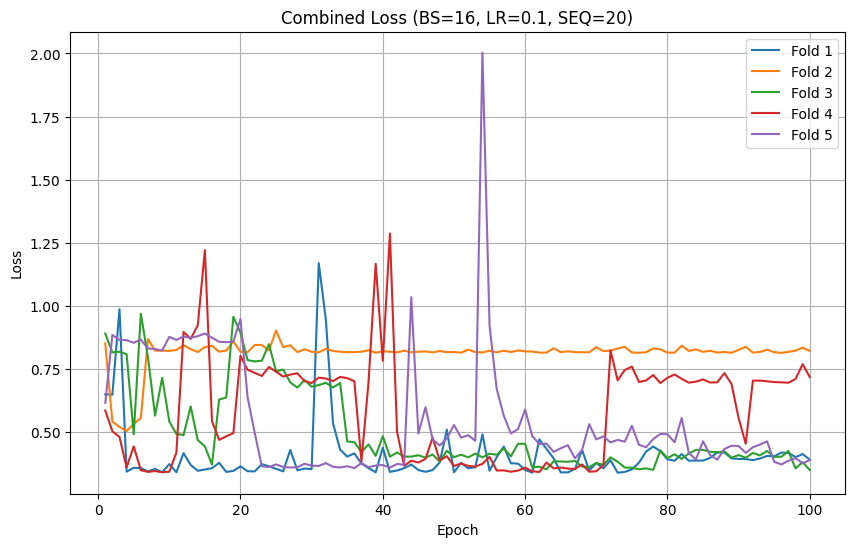 Combined Loss (BS=16, LR=0.1, SEQ=20)
Fold 1
Fold 2
Fold 3
Fold 4
Fold 5
Loss
2.00
1.75
1.50
1.25
1.00
0.75
0.50
0
20
40
60
80
100
Epoch